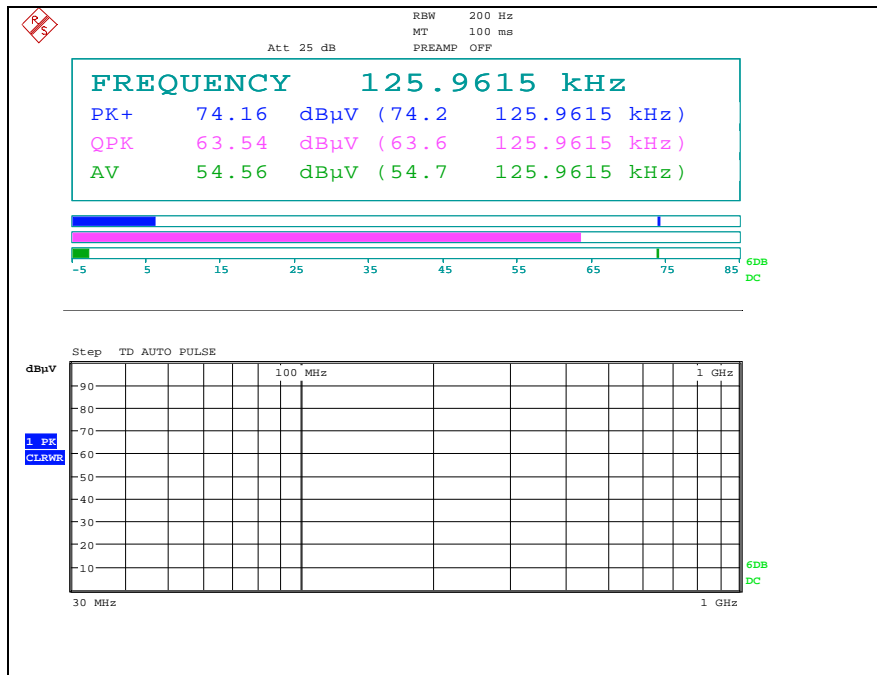 R S
RBW 200 Hz
MT 100 ms
Att 25 dB PREAMP OFF
FREQUENCY 125.9615 kHz
PK+ 74.16 dBµV (74.2 125.9615 kHz)
QPK 63.54 dBµV (63.6 125.9615 kHz)
AV 54.56 dBµV (54.7 125.9615 kHz)
-5 5 15 25 35 45 55 65 75 85
6DB
DC
Step TD AUTO PULSE
dBµV
100 MHz 1 GHz
90
80
70
1 PK
CLRWR
60
50
40
30
20
10
6DB
DC
30 MHz 1 GHz